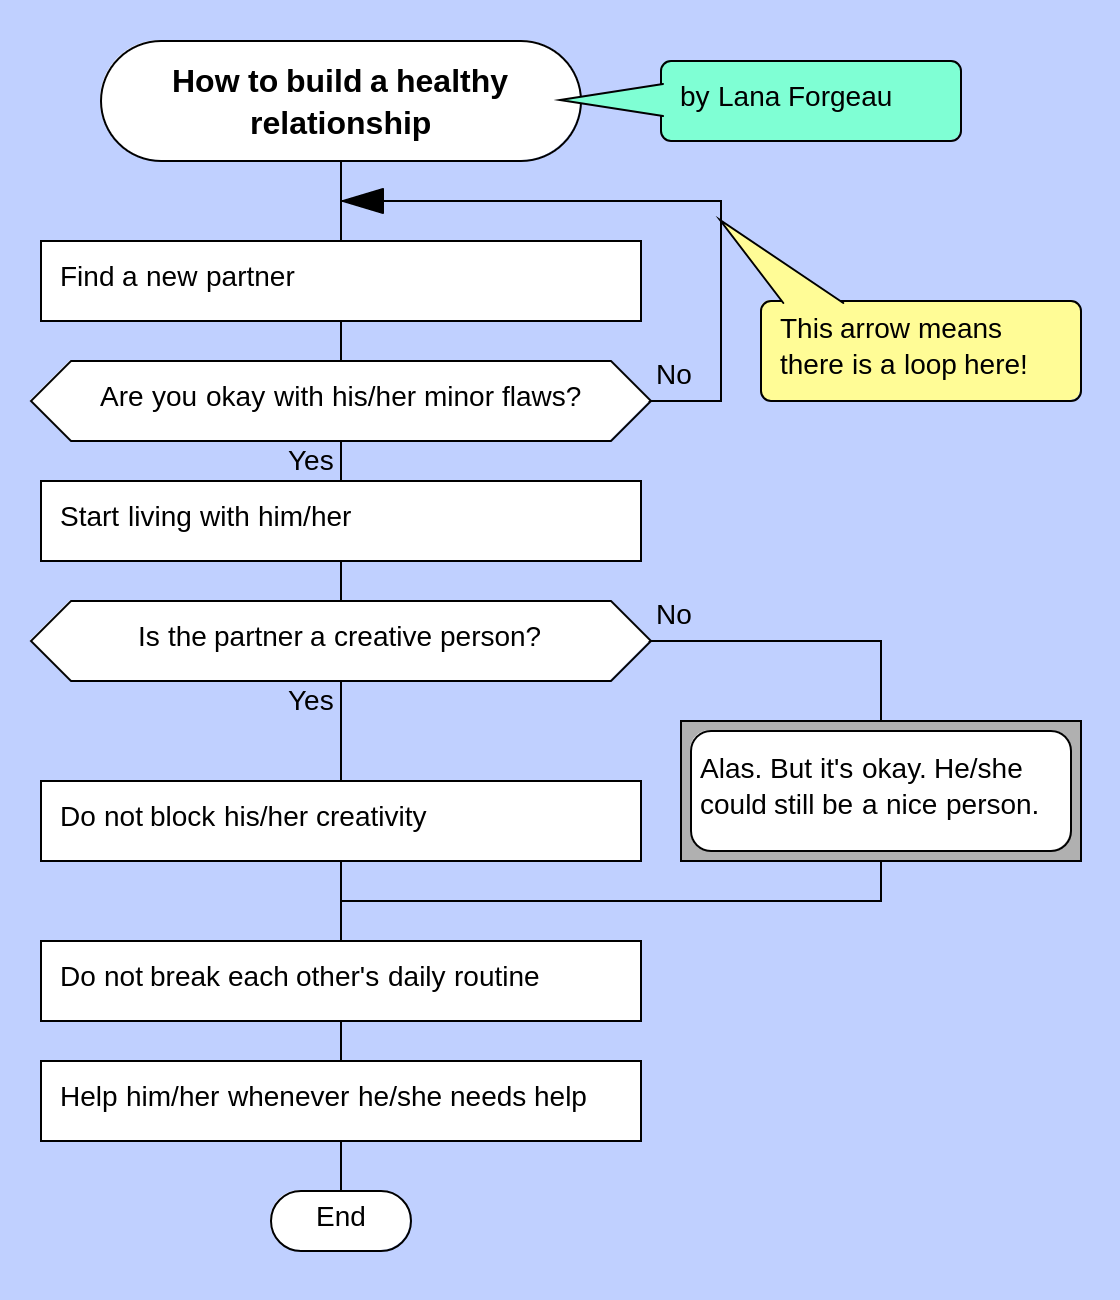 How to build a healthy
relationship
by Lana Forgeau
Find a new partner
This arrow means
there is a loop here!
Are you okay with his/her minor flaws?
No
Yes
Start living with him/her
Is the partner a creative person?
No
Yes
Alas. But it's okay. He/she
could still be a nice person.
Do not block his/her creativity
Do not break each other's daily routine
Help him/her whenever he/she needs help
End